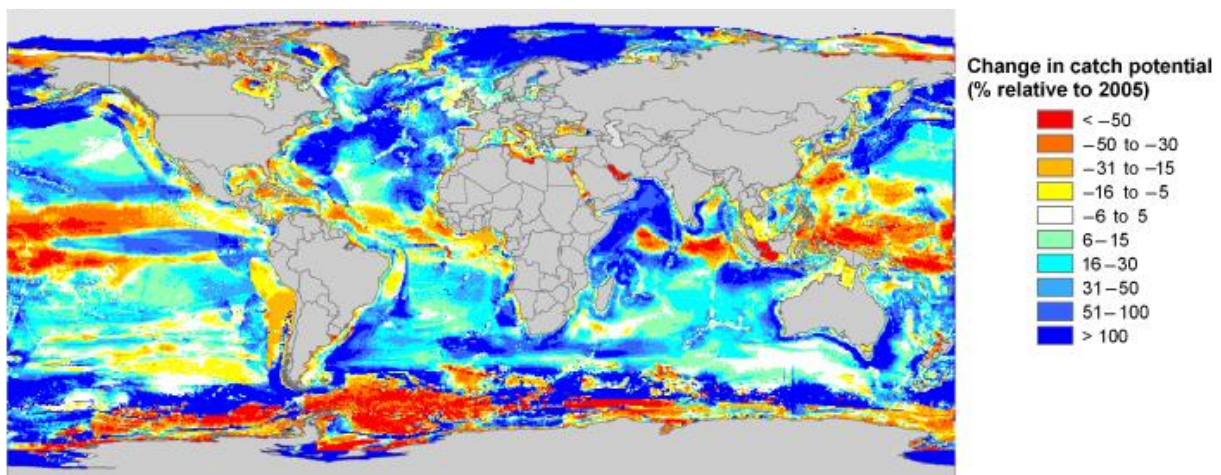 Change in catch potential
(% relative to 2005)
< −50
−50 to −30
−31 to −15
−16 to −5
−6 to 5
6−15
16−30
31−50
51−100
> 100